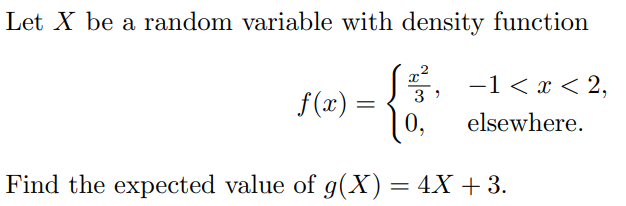 Let X be a random variable with density function
f(x) = { x²/3, −1 < x < 2,
0, elsewhere.
Find the expected value of g(X) = 4X + 3.